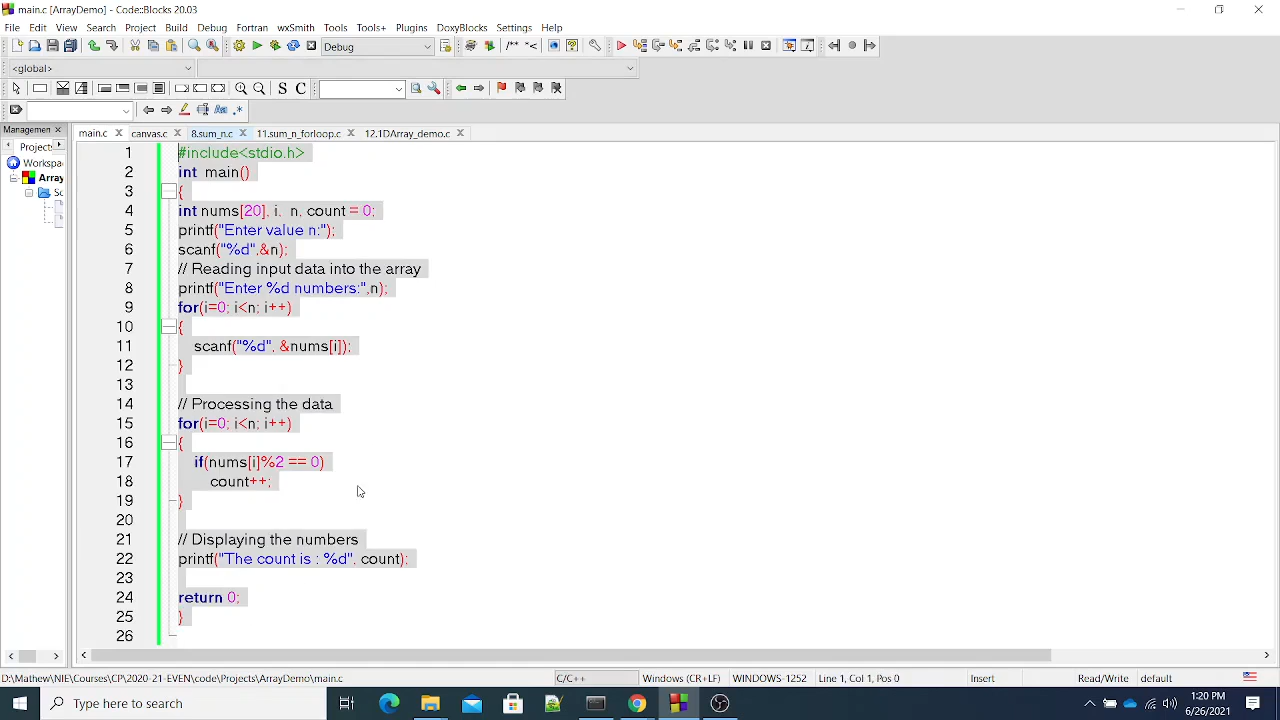 main.c [ArrayDemo] - Code::Blocks 20.03
File Edit View Search Project Build Debug Fortran wxSmith Tools Tools+ Plugins DoxyBlocks Settings Help
Debug
<global>
Management
main.c canvas.c 8.sum_n.c 11.sum_n_forloop.c 12.1DArray_demo.c
Project
Workspa
Array
So
1 #include<stdio.h>
2 int main()
3 {
4 int nums[20], i, n, count = 0;
5 printf("Enter value n:");
6 scanf("%d",&n);
7 // Reading input data into the array
8 printf("Enter %d numbers:",n);
9 for(i=0; i<n; i++)
10 {
11 scanf("%d", &nums[i]);
12 }
13
14 // Processing the data
15 for(i=0; i<n; i++)
16 {
17 if(nums[i]%2 == 0)
18 count++;
19 }
20
21 // Displaying the numbers
22 printf("The count is : %d", count);
23
24 return 0;
25 }
26
D:\Mathew\NIE\Courses\CP\2020-21-EVEN\code\Projects\ArrayDemo\main.c C/C++ Windows (CR+LF) WINDOWS-1252 Line 1, Col 1, Pos 0 Insert Read/Write default
Type here to search
1:20 PM
6/26/2021